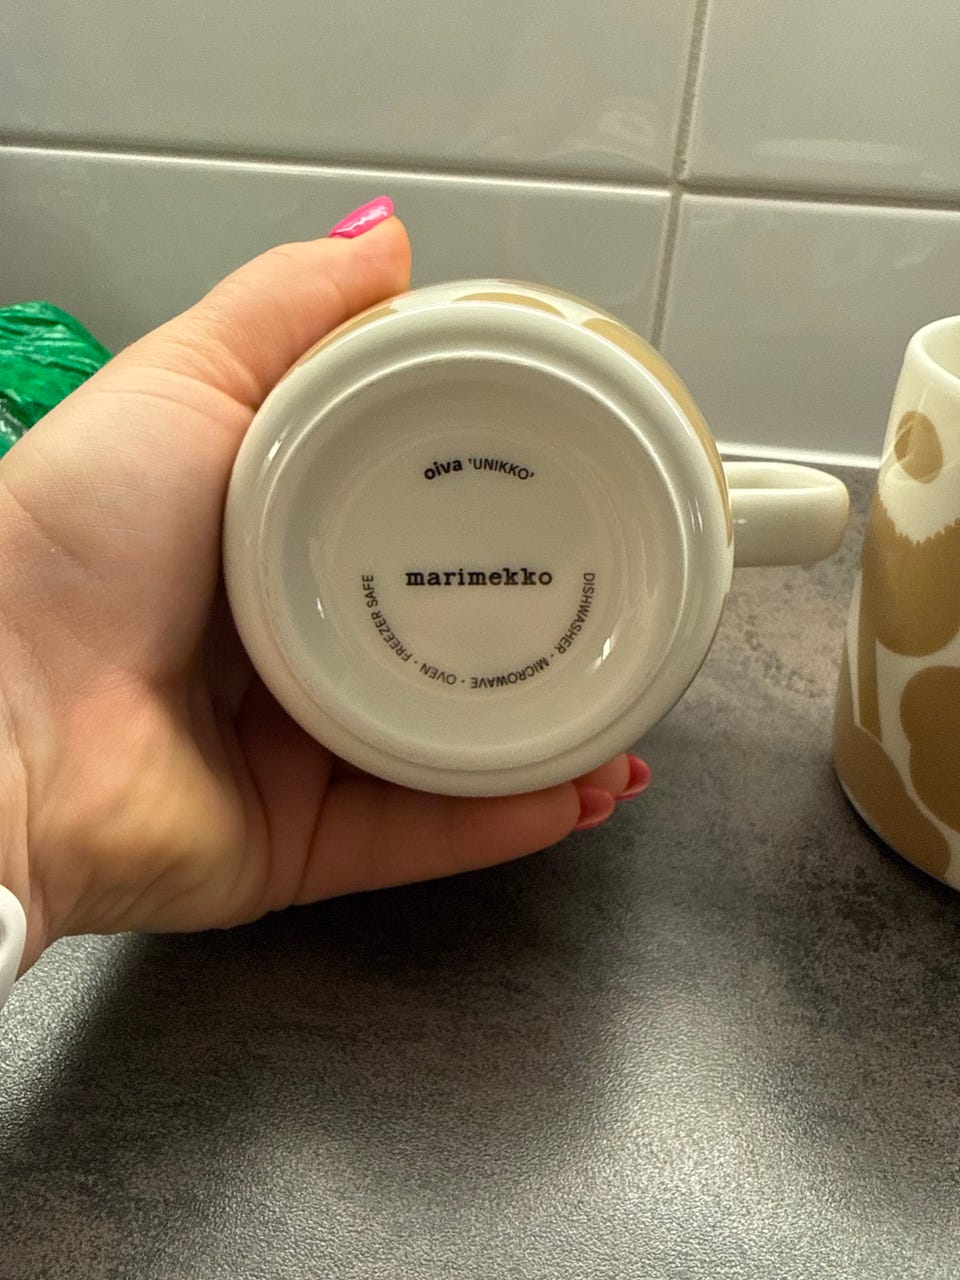 oiva 'UNIKKO'
marimekko
DISHWASHER · MICROWAVE · OVEN · FREEZER SAFE